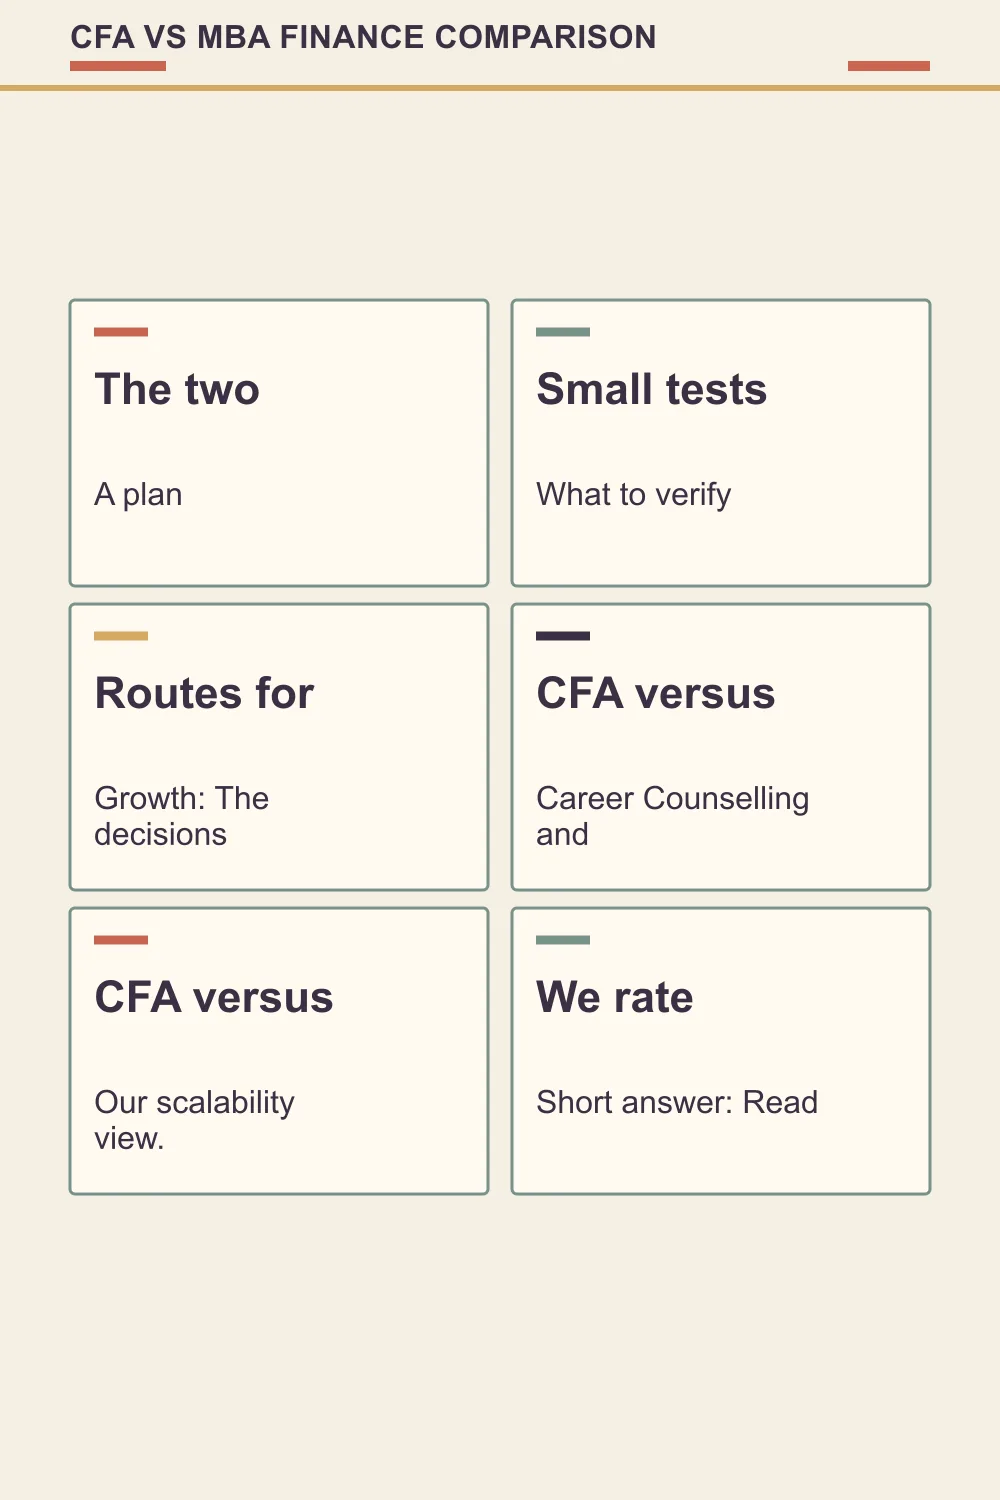 CFA VS MBA FINANCE COMPARISON
The two
A plan
Small tests
What to verify
Routes for
Growth: The
decisions
CFA versus
Career Counselling
and
CFA versus
Our scalability
view.
We rate
Short answer: Read